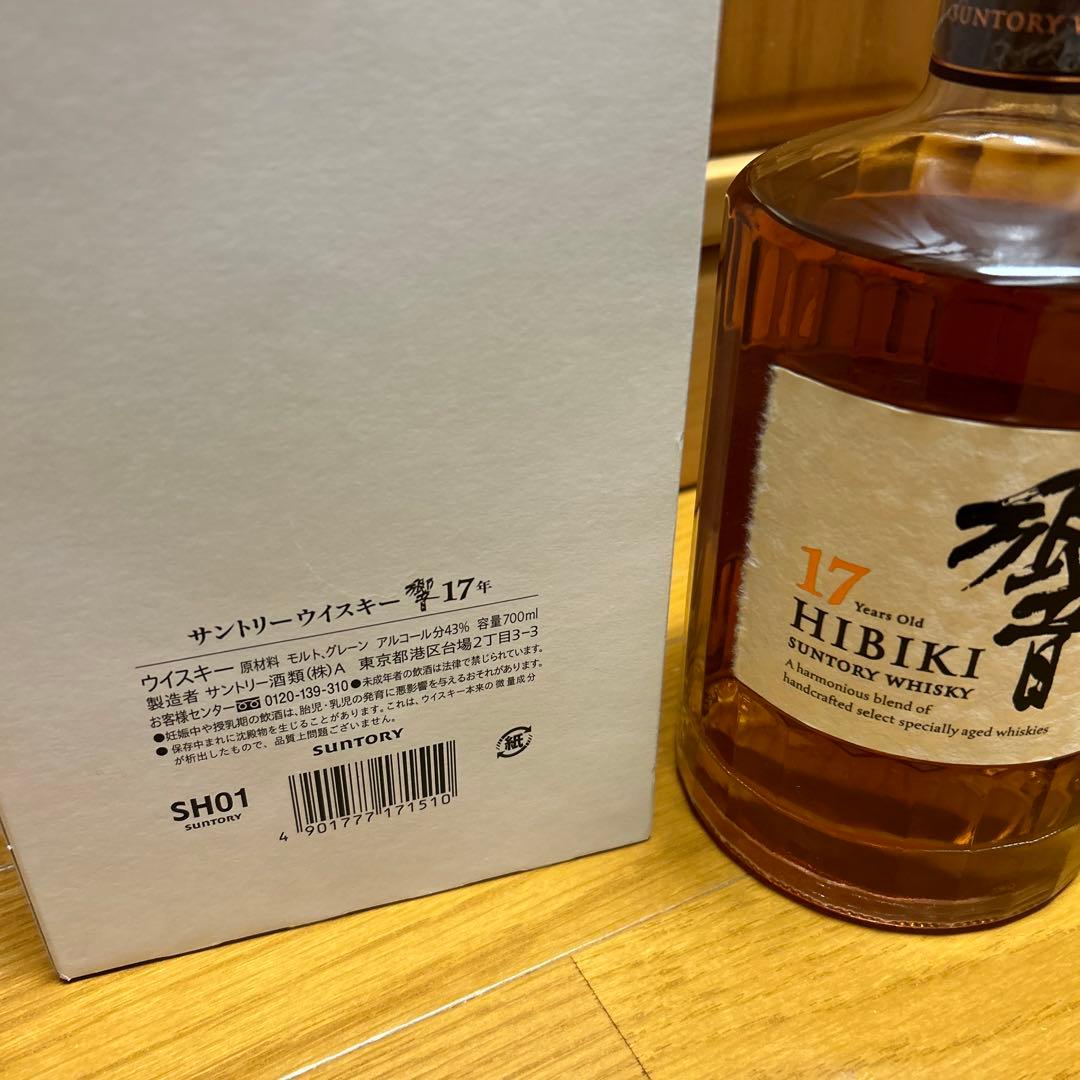 サントリーウイスキー響17年
ウイスキー 原材料 モルト、グレーン アルコール分43% 容量700ml
製造者 サントリー酒類(株)A 東京都港区台場2丁目3-3
お客様センター 0120-139-310 ●未成年者の飲酒は法律で禁じられています。
●妊娠中や授乳期の飲酒は、胎児・乳児の発育に悪影響を与えるおそれがあります。
● 保存中まれに沈殿物を生じることがあります。これは、ウイスキー本来の微量成分
が析出したもので、品質上問題ございません。
SUNTORY
紙
SH01
SUNTORY
4 901777 171510
SUNTORY W
響
17 Years Old
HIBIKI
SUNTORY WHISKY
A harmonious blend of
handcrafted select specially aged whiskies